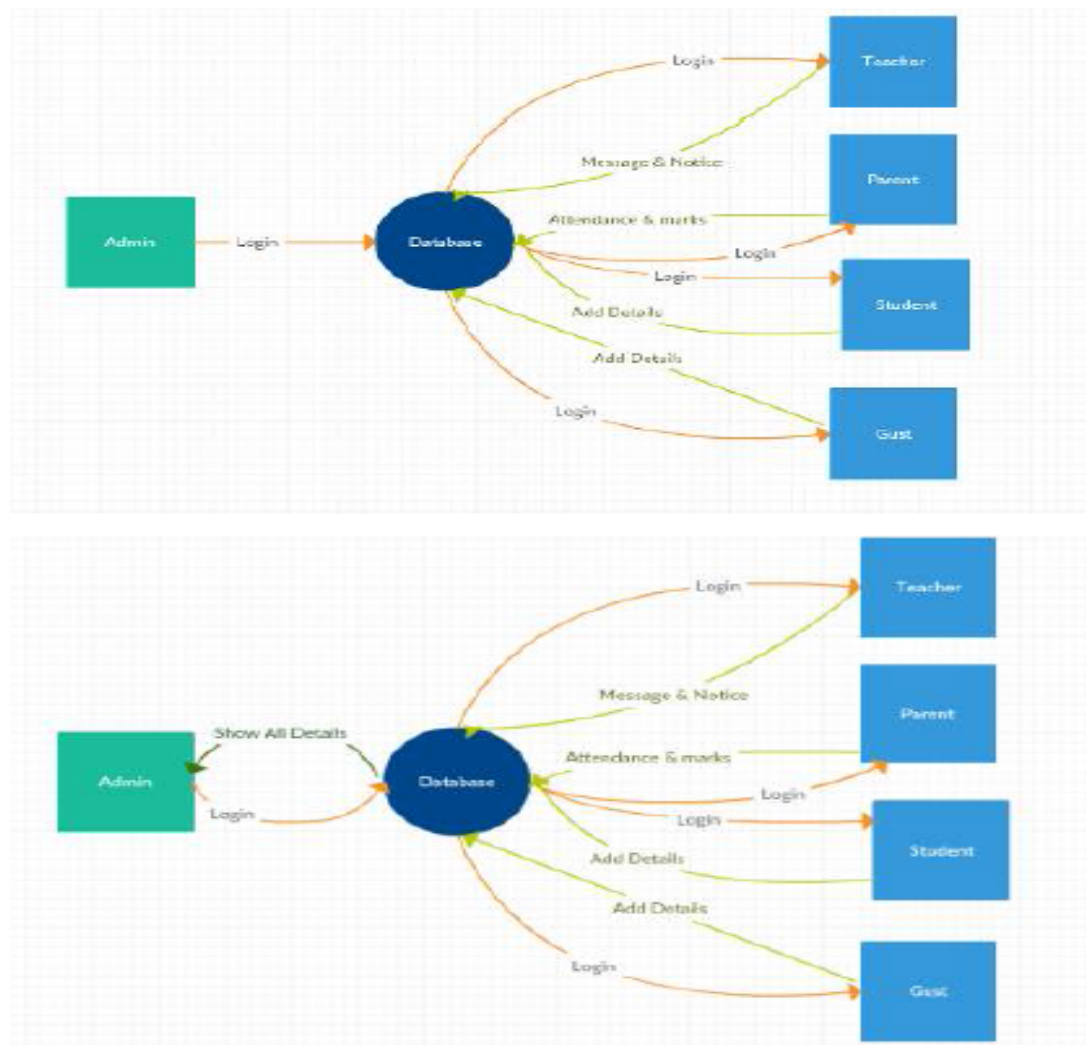 Login
Teacher
Message & Notice
Parent
Attendance & marks
Admin
Login
Database
Login
Login
Student
Add Details
Add Details
Login
Gust
Login
Teacher
Message & Notice
Parent
Show All Details
Attendance & marks
Admin
Database
Login
Login
Login
Student
Add Details
Add Details
Login
Gust